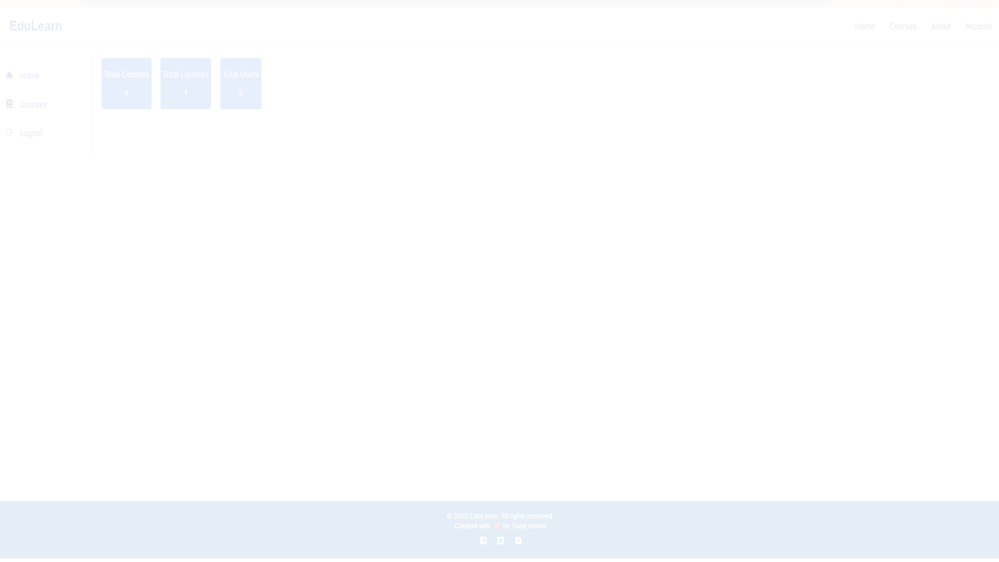 EduLearn
Home Courses About Account
Home
Courses
Logout
Total Courses
4
Total Lectures
1
Total Users
2
© 2025 EduLearn. All rights reserved.
Created with ❤️ by Suraj Anand